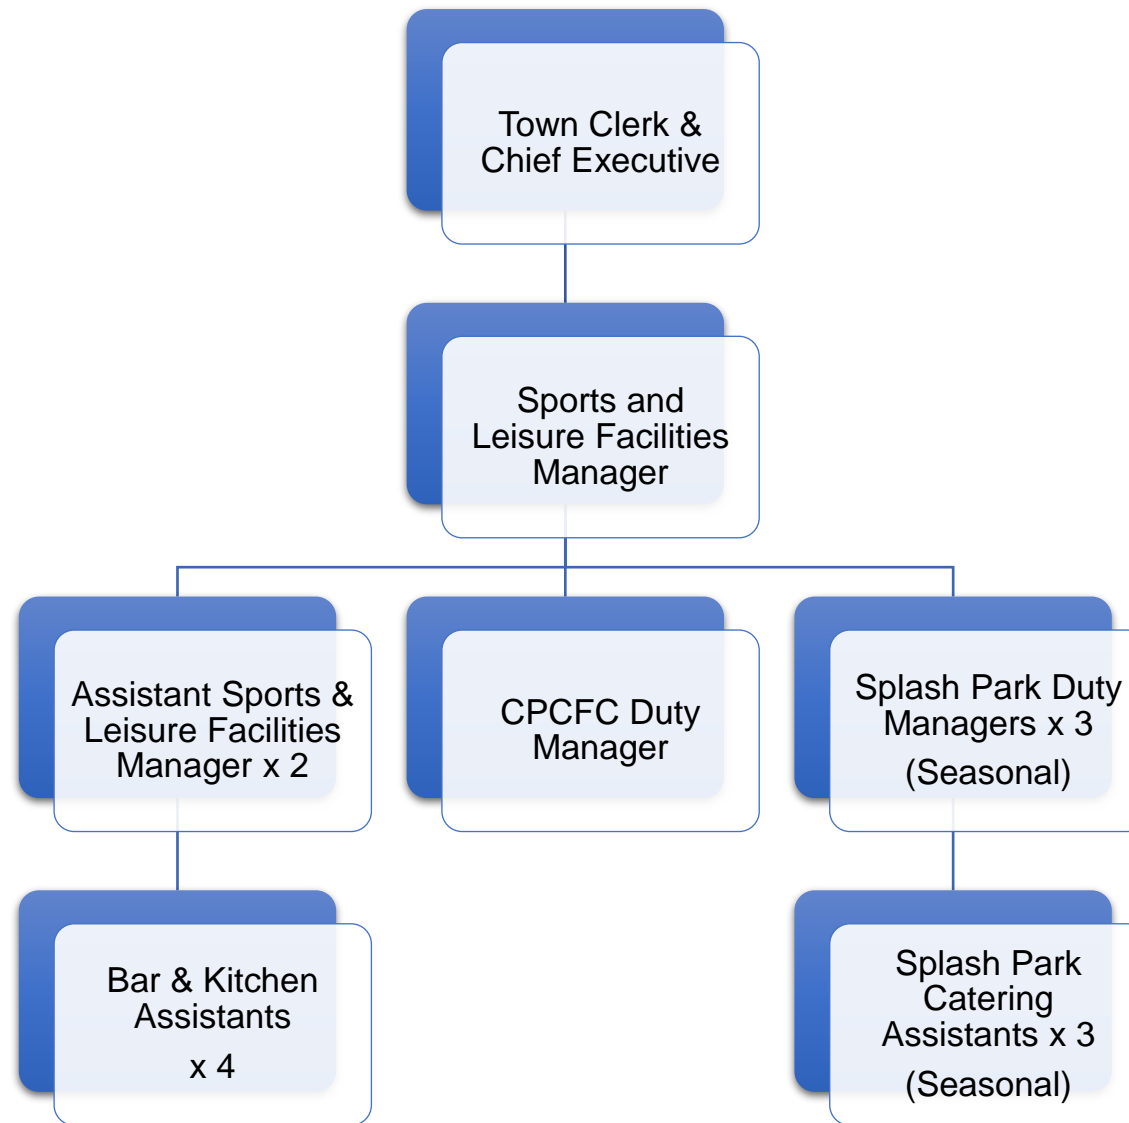 Town Clerk &
Chief Executive
Sports and
Leisure Facilities
Manager
Assistant Sports &
Leisure Facilities
Manager x 2
CPCFC Duty
Manager
Splash Park Duty
Managers x 3
(Seasonal)
Bar & Kitchen
Assistants
x 4
Splash Park
Catering
Assistants x 3
(Seasonal)